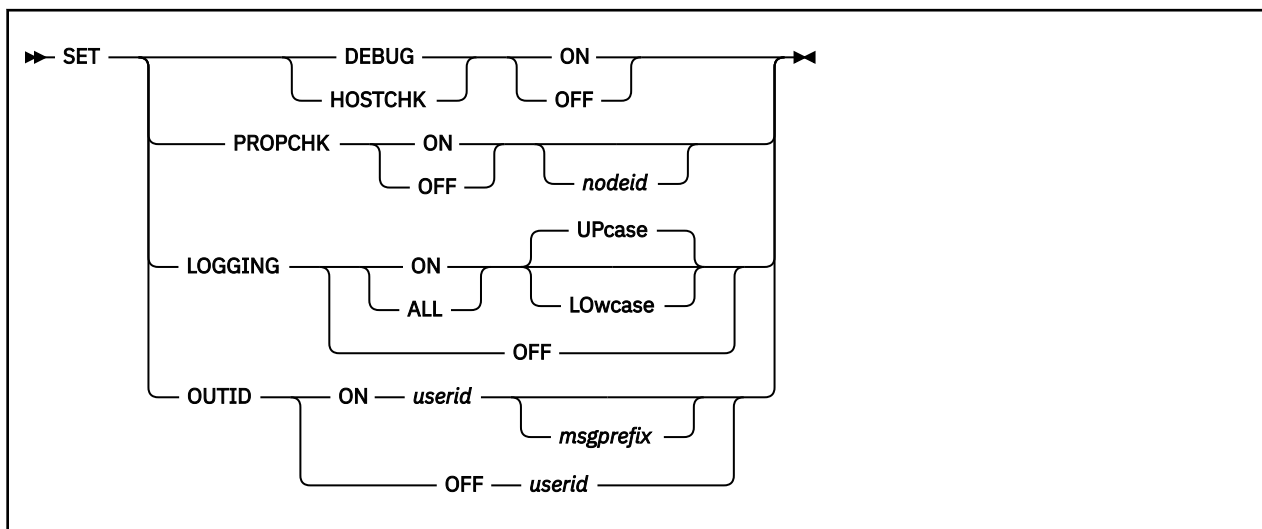 SET DEBUG ON
HOSTCHK OFF
PROPCHK ON
OFF nodeid
UPcase
LOGGING ON
ALL LOwcase
OFF
OUTID ON userid
msgprefix
OFF userid